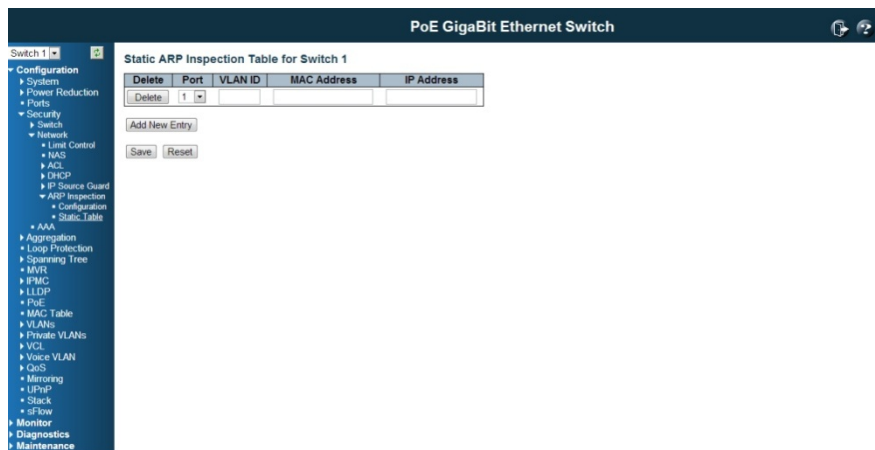 PoE GigaBit Ethernet Switch
Switch 1
Configuration
System
Power Reduction
Ports
Security
Switch
Network
Limit Control
NAS
ACL
DHCP
IP Source Guard
ARP Inspection
Configuration
Static Table
AAA
Aggregation
Loop Protection
Spanning Tree
MVR
IPMC
LLDP
PoE
MAC Table
VLANs
Private VLANs
VCL
Voice VLAN
QoS
Mirroring
UPnP
Stack
sFlow
Monitor
Diagnostics
Maintenance
Static ARP Inspection Table for Switch 1
Delete Port VLAN ID MAC Address IP Address
Delete 1
Add New Entry
Save Reset